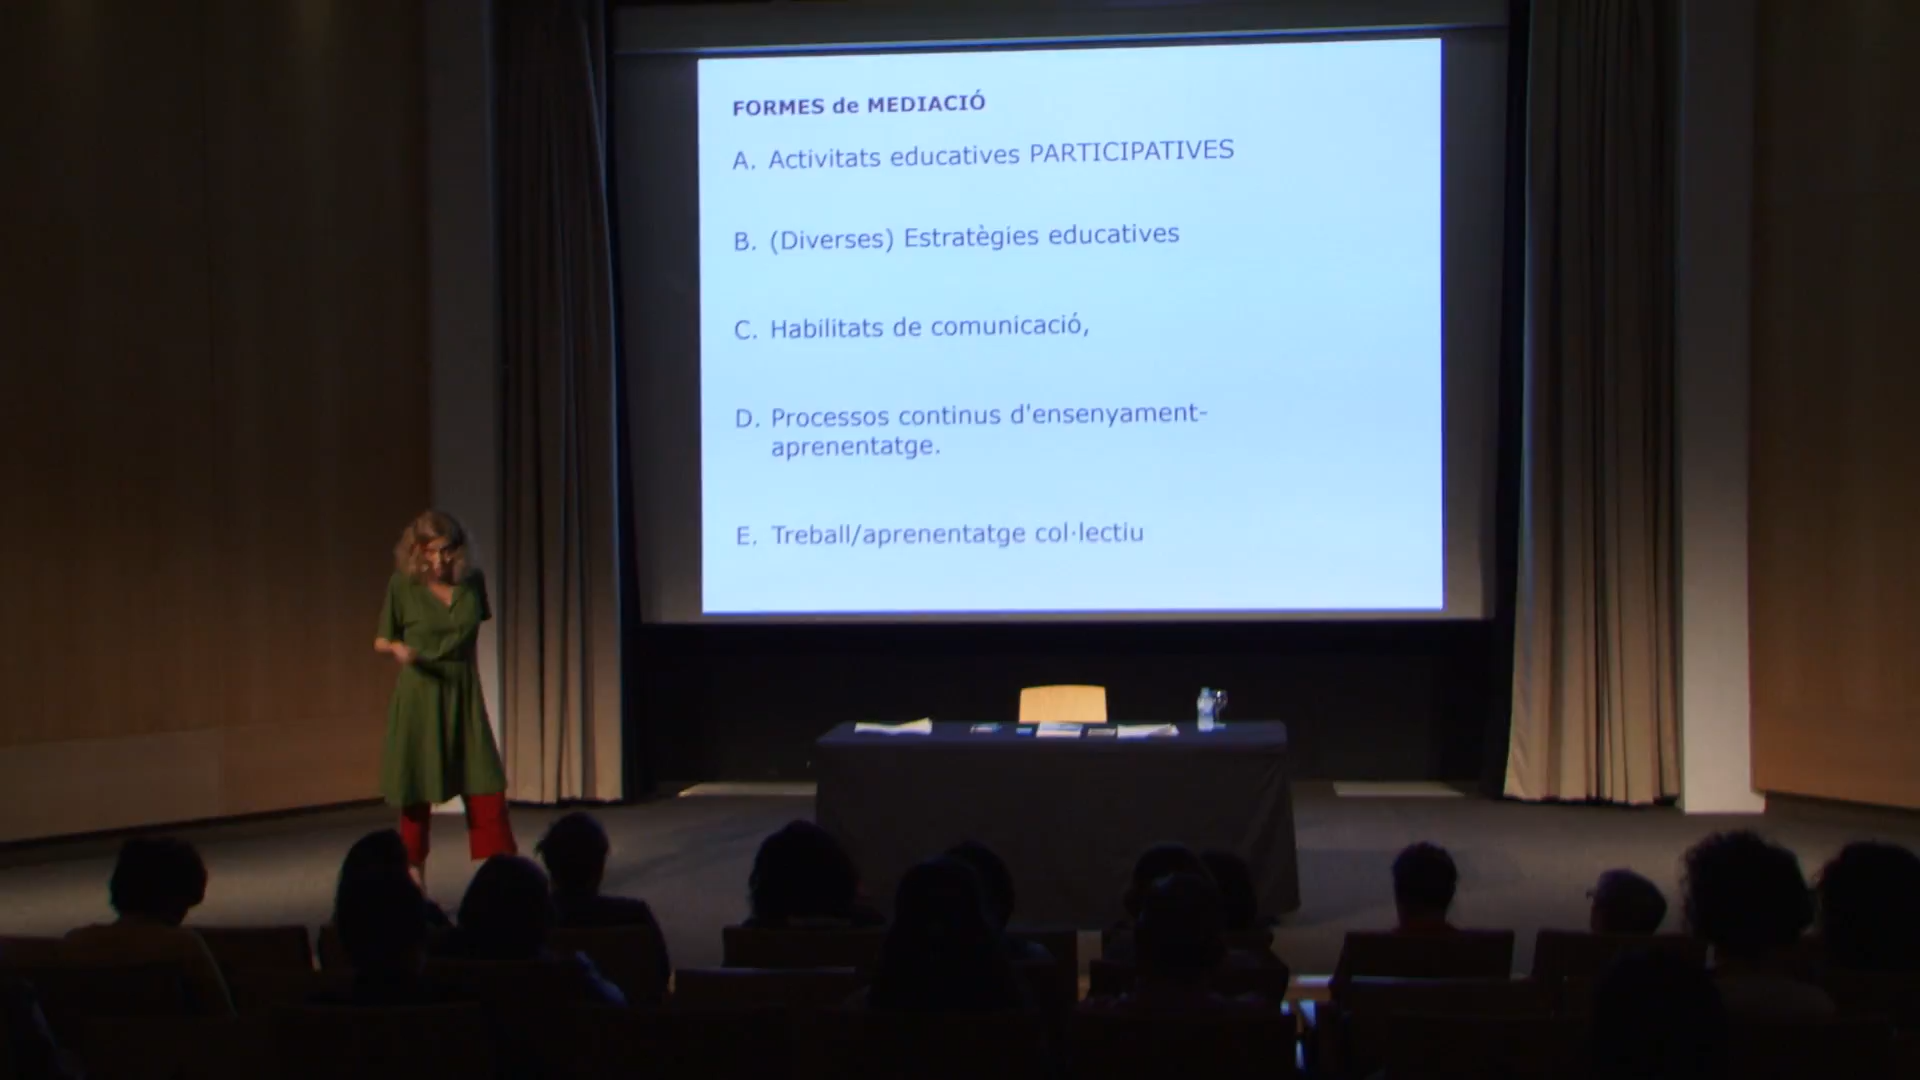 FORMES de MEDIACIÓ
A. Activitats educatives PARTICIPATIVES
B. (Diverses) Estratègies educatives
C. Habilitats de comunicació,
D. Processos continus d'ensenyament-
aprenentatge.
E. Treball/aprenentatge col·lectiu